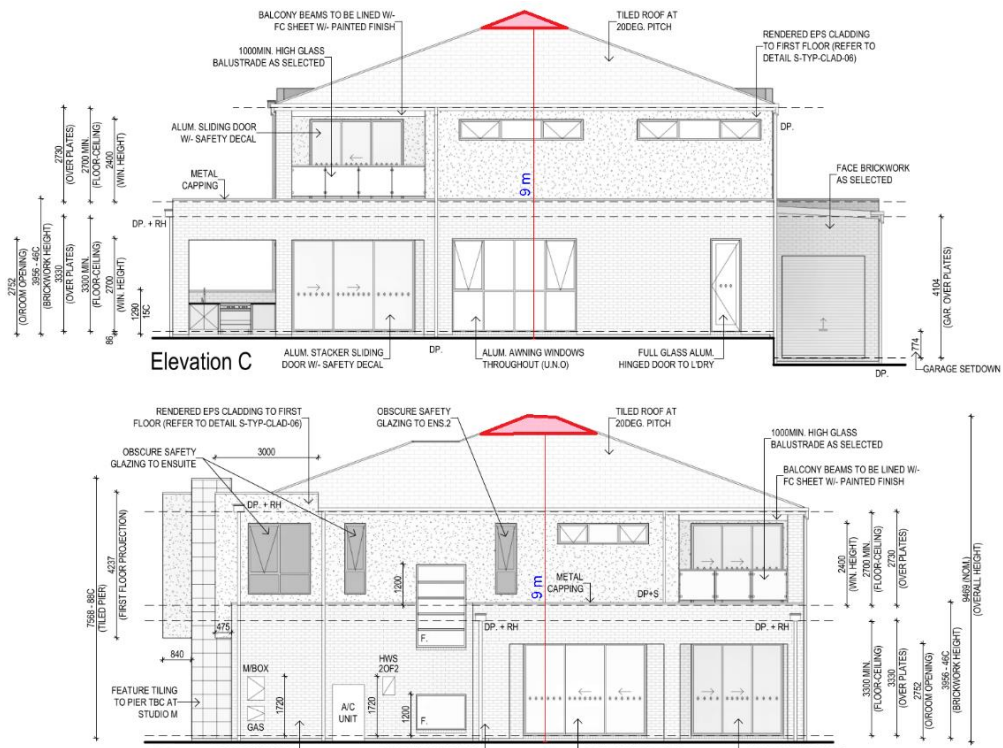 BALCONY BEAMS TO BE LINED W/-
FC SHEET W/- PAINTED FINISH
1000MIN. HIGH GLASS
BALUSTRADE AS SELECTED
TILED ROOF AT
20DEG. PITCH
RENDERED EPS CLADDING
TO FIRST FLOOR (REFER TO
DETAIL S-TYP-CLAD-06)
ALUM. SLIDING DOOR
W/- SAFETY DECAL
METAL
CAPPING
DP.
FACE BRICKWORK
AS SELECTED
DP. + RH
9 m
2730
(OVER PLATES)
2700 MIN.
(FLOOR-CEILING)
2400
(WIN. HEIGHT)
2752
(O/ROOM OPENING)
3956 - 46C
(BRICKWORK HEIGHT)
3330
(OVER PLATES)
3300 MIN.
(FLOOR-CEILING)
2700
(WIN. HEIGHT)
86
1290
15C
4104
(GAR. OVER PLATES)
774
GARAGE SETDOWN
DP.
DP.
Elevation C
ALUM. STACKER SLIDING
DOOR W/- SAFETY DECAL
ALUM. AWNING WINDOWS
THROUGHOUT (U.N.O)
FULL GLASS ALUM.
HINGED DOOR TO L'DRY
RENDERED EPS CLADDING TO FIRST
FLOOR (REFER TO DETAIL S-TYP-CLAD-06)
OBSCURE SAFETY
GLAZING TO ENSUITE
3000
OBSCURE SAFETY
GLAZING TO ENS.2
TILED ROOF AT
20DEG. PITCH
1000MIN. HIGH GLASS
BALUSTRADE AS SELECTED
BALCONY BEAMS TO BE LINED W/-
FC SHEET W/- PAINTED FINISH
DP. + RH
7568 - 88C
(TILED PIER)
4237
(FIRST FLOOR PROJECTION)
1200
METAL
CAPPING
9 m
DP+S
2400
(WIN. HEIGHT)
2700 MIN.
(FLOOR-CEILING)
2730
(OVER PLATES)
9469 (NOM.)
(OVERALL HEIGHT)
475
840
F.
DP. + RH
DP. + RH
M/BOX
HWS
2OF2
FEATURE TILING
TO PIER TBC AT
STUDIO M
GAS
1720
A/C
UNIT
1720
1200
F.
3300 MIN.
(FLOOR-CEILING)
3330
(OVER PLATES)
2752
(O/ROOM OPENING)
3956 - 46C
(BRICKWORK HEIGHT)